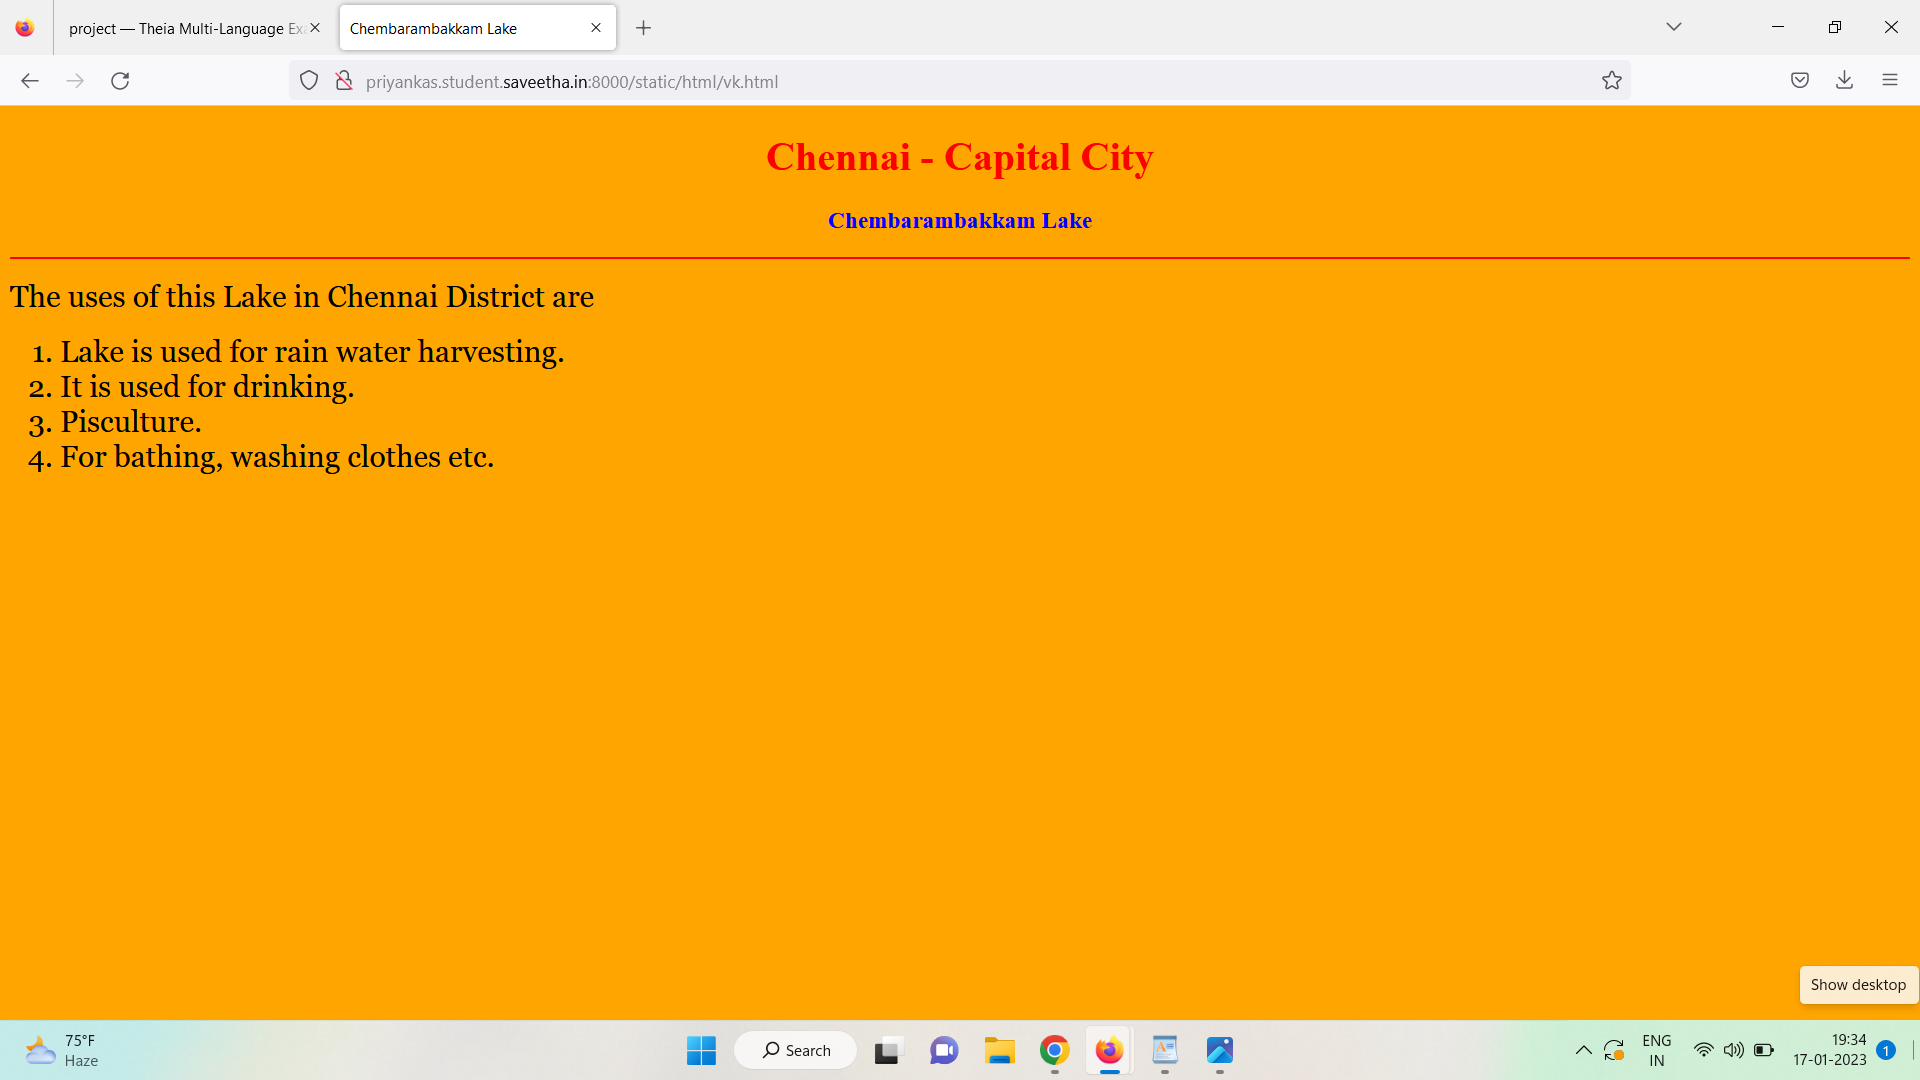 project — Theia Multi-Language Exa
Chembarambakkam Lake
priyankas.student.saveetha.in:8000/static/html/vk.html
Chennai - Capital City
Chembarambakkam Lake
The uses of this Lake in Chennai District are
1. Lake is used for rain water harvesting.
2. It is used for drinking.
3. Pisculture.
4. For bathing, washing clothes etc.
Show desktop
75°F
Haze
Search
ENG
IN
19:34
17-01-2023
1